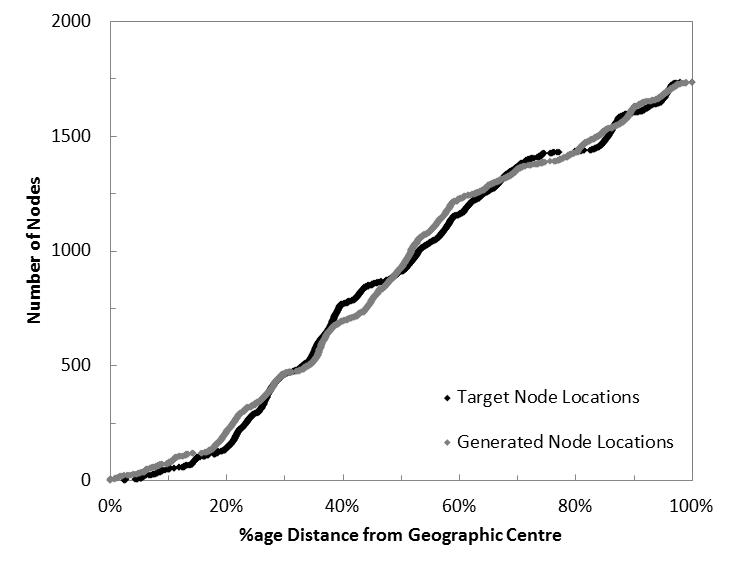 2000
1500
1000
500
0
Number of Nodes
Target Node Locations
Generated Node Locations
0%
20%
40%
60%
80%
100%
%age Distance from Geographic Centre